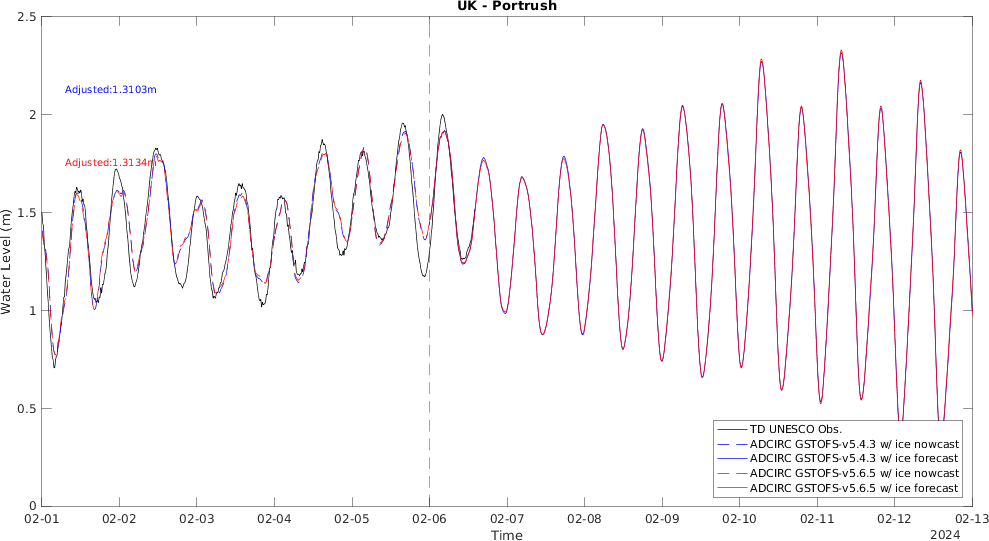 UK - Portrush
2.5
Adjusted:1.3103m
2
Adjusted:1.3134m
1.5
Water Level (m)
1
0.5
TD UNESCO Obs.
ADCIRC GSTOFS-v5.4.3 w/ ice nowcast
ADCIRC GSTOFS-v5.4.3 w/ ice forecast
ADCIRC GSTOFS-v5.6.5 w/ ice nowcast
ADCIRC GSTOFS-v5.6.5 w/ ice forecast
0
02-01 02-02 02-03 02-04 02-05 02-06 02-07 02-08 02-09 02-10 02-11 02-12 02-13
Time
2024